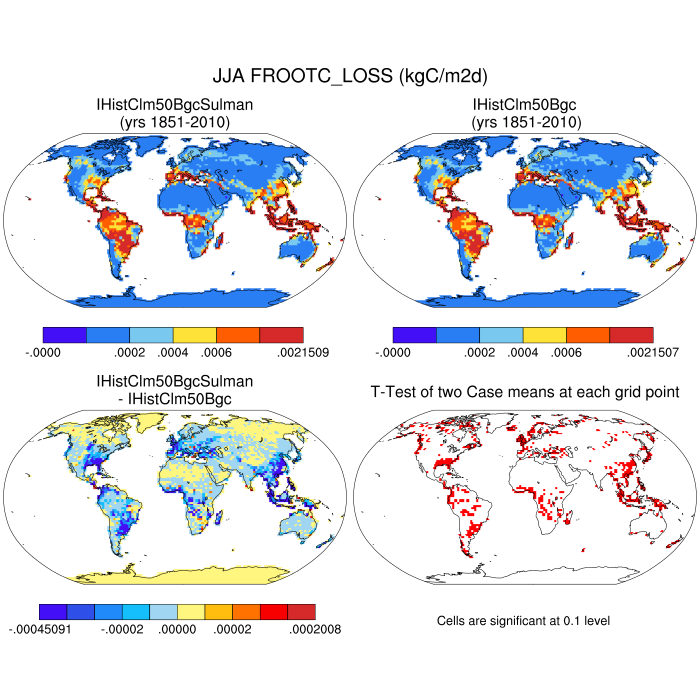 JJA FROOTC_LOSS (kgC/m2d)
IHistClm50BgcSulman
(yrs 1851-2010)
IHistClm50Bgc
(yrs 1851-2010)
-.0000 .0002 .0004 .0006 .0021509
-.0000 .0002 .0004 .0006 .0021507
IHistClm50BgcSulman
- IHistClm50Bgc
T-Test of two Case means at each grid point
-.00045091 -.00002 .00000 .00002 .0002008
Cells are significant at 0.1 level